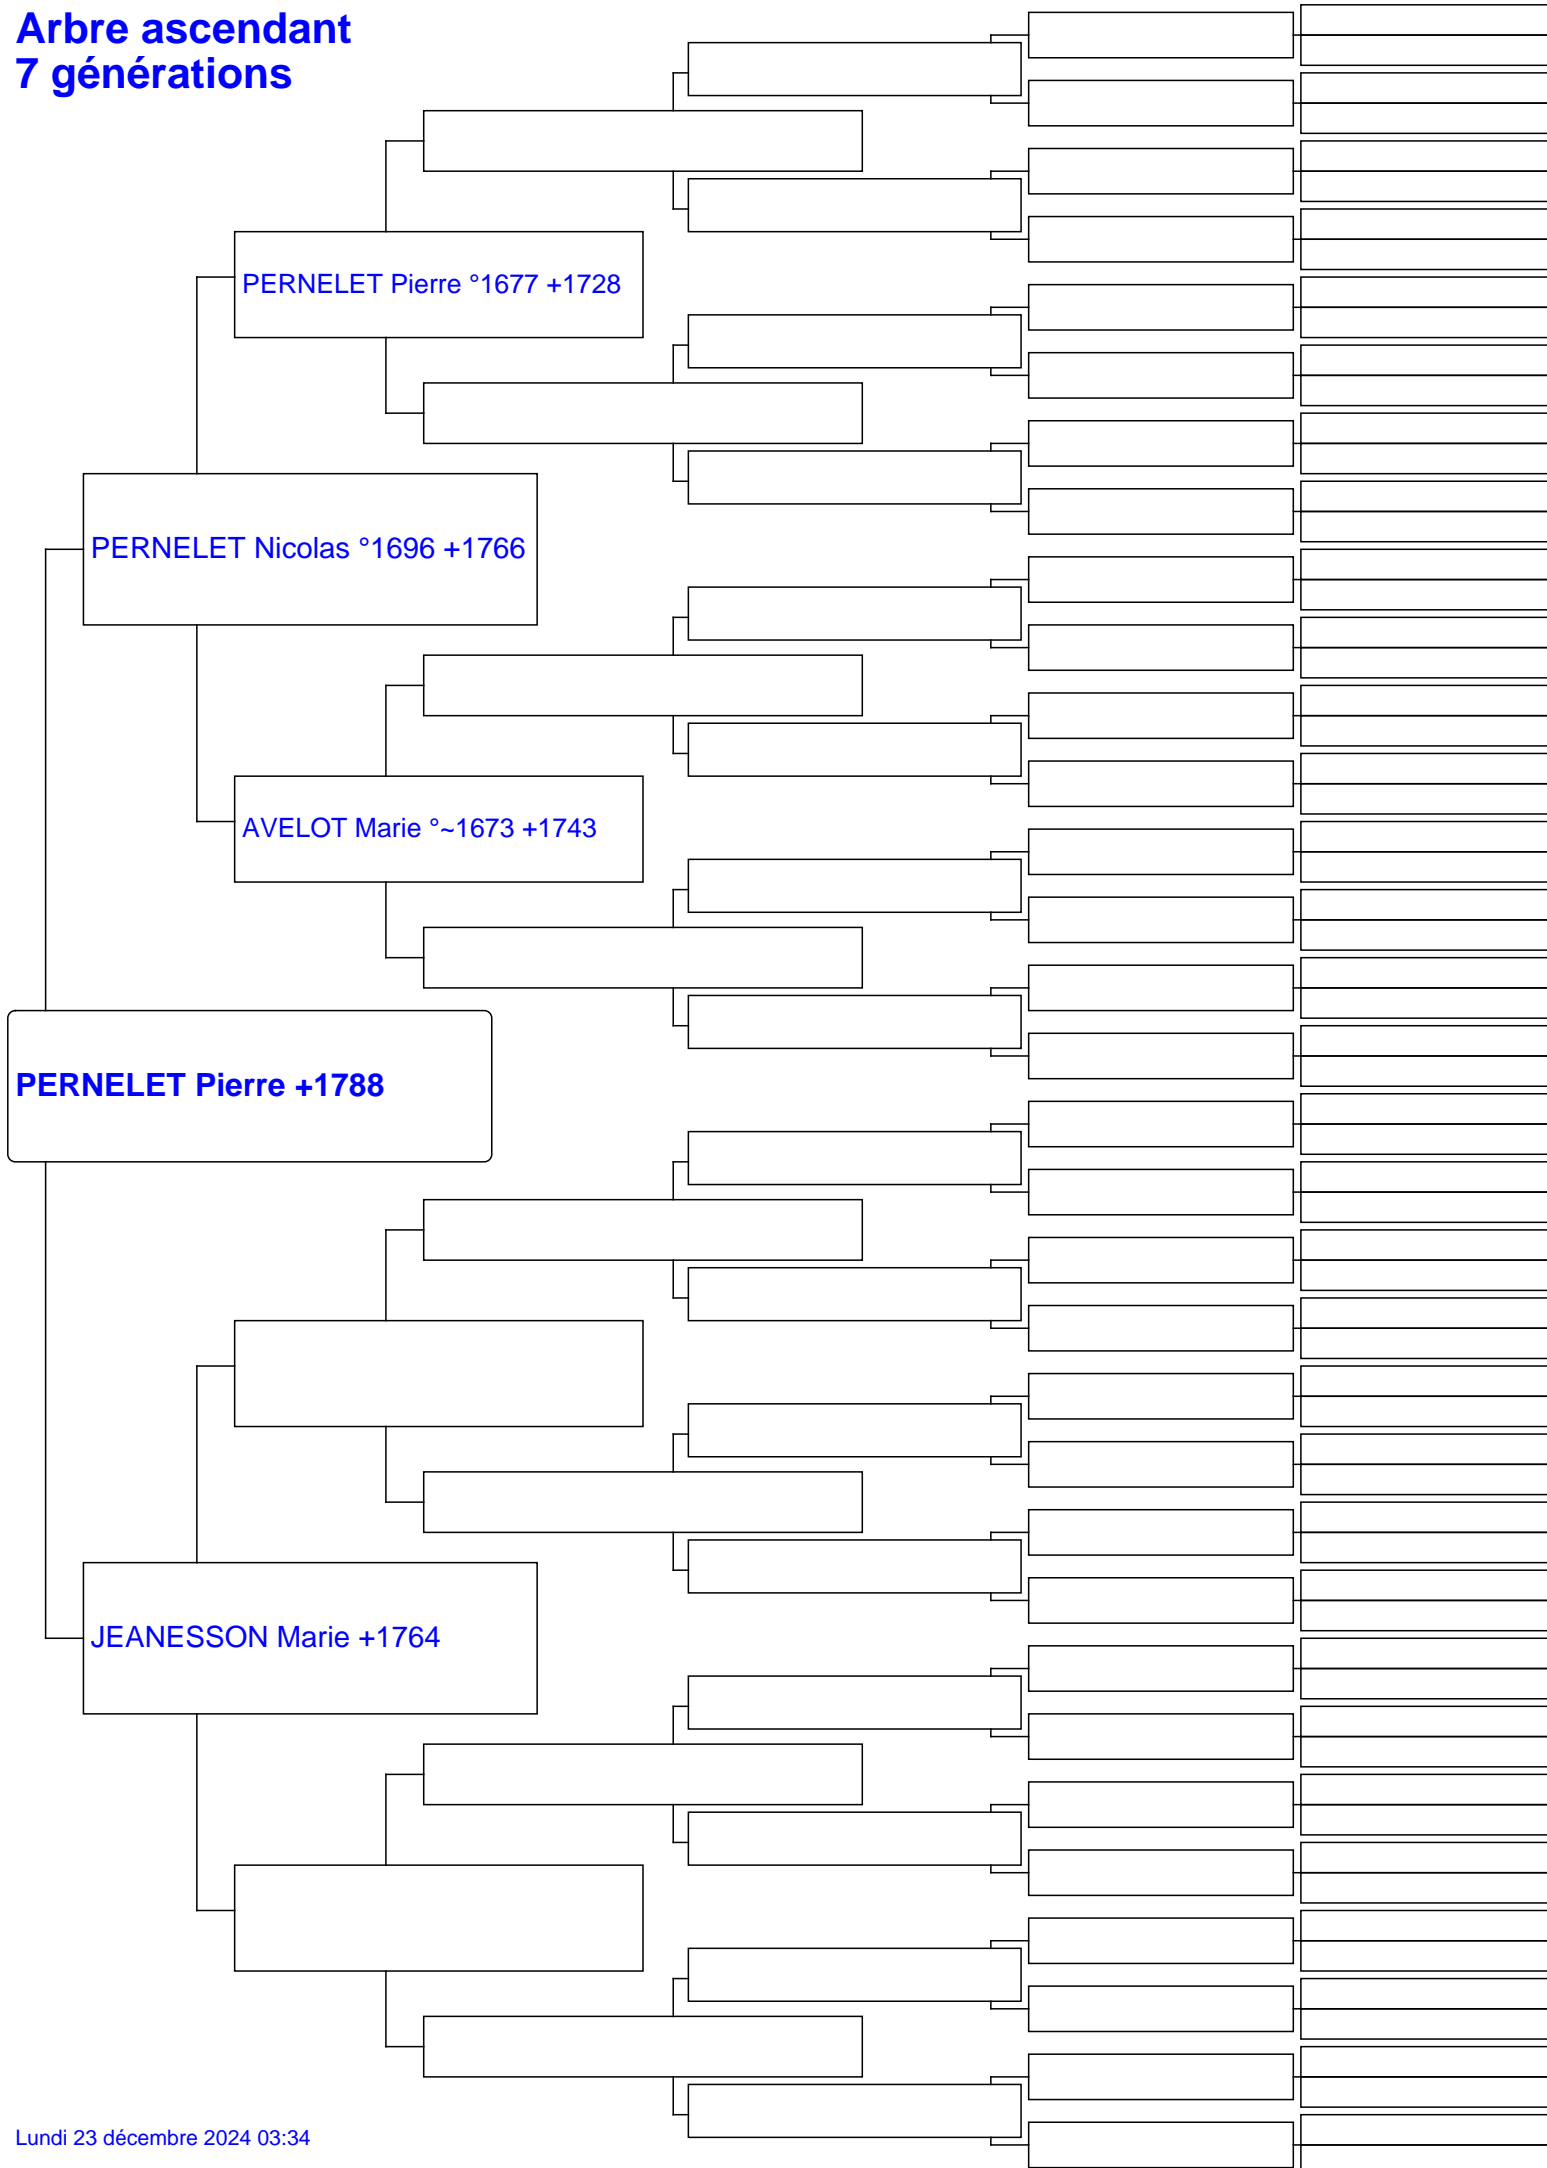 Arbre ascendant
7 générations
PERNELET Pierre °1677 +1728
PERNELET Nicolas °1696 +1766
AVELOT Marie °~1673 +1743
PERNELET Pierre +1788
JEANESSON Marie +1764
Lundi 23 décembre 2024 03:34